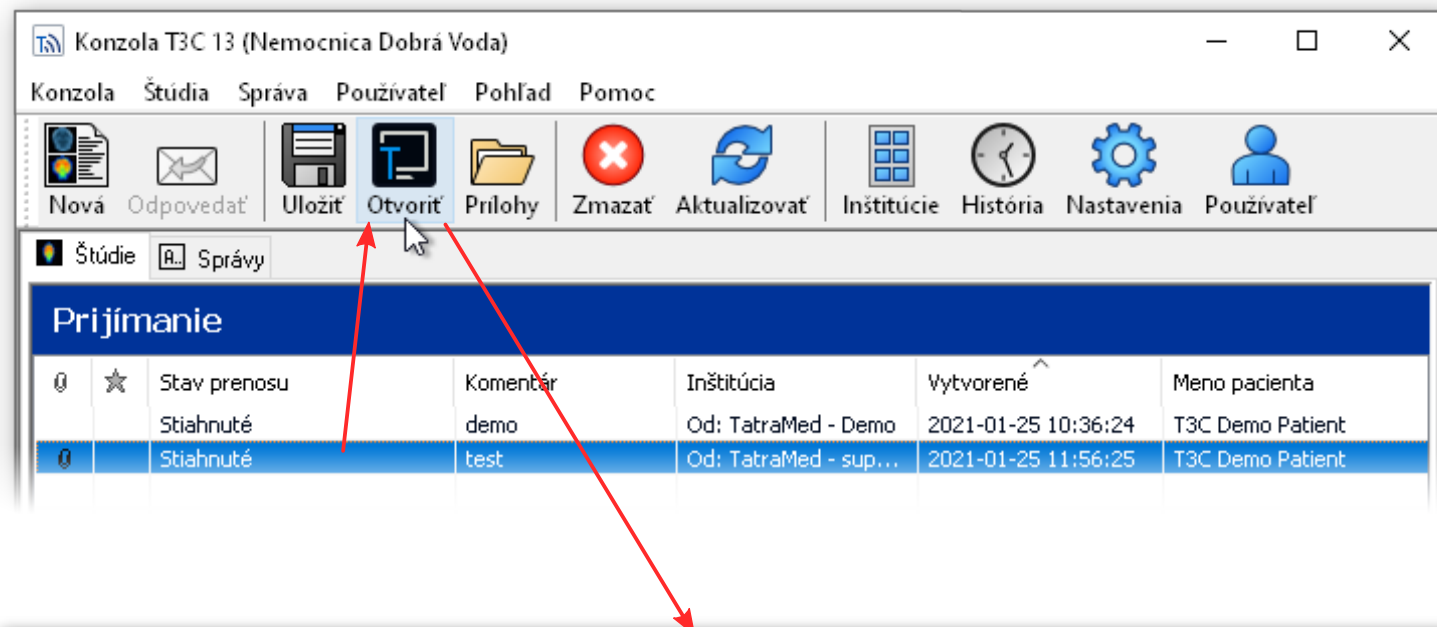 Konzola T3C 13 (Nemocnica Dobrá Voda)
Konzola Štúdia Správa Používateľ Pohľad Pomoc
Nová Odpovedať Uložiť Otvoriť Prílohy Zmazať Aktualizovať Inštitúcie História Nastavenia Používateľ
Štúdie Správy
Prijímanie
Stav prenosu Komentár Inštitúcia Vytvorené Meno pacienta
Stiahnuté demo Od: TatraMed - Demo 2021-01-25 10:36:24 T3C Demo Patient
Stiahnuté test Od: TatraMed - sup... 2021-01-25 11:56:25 T3C Demo Patient